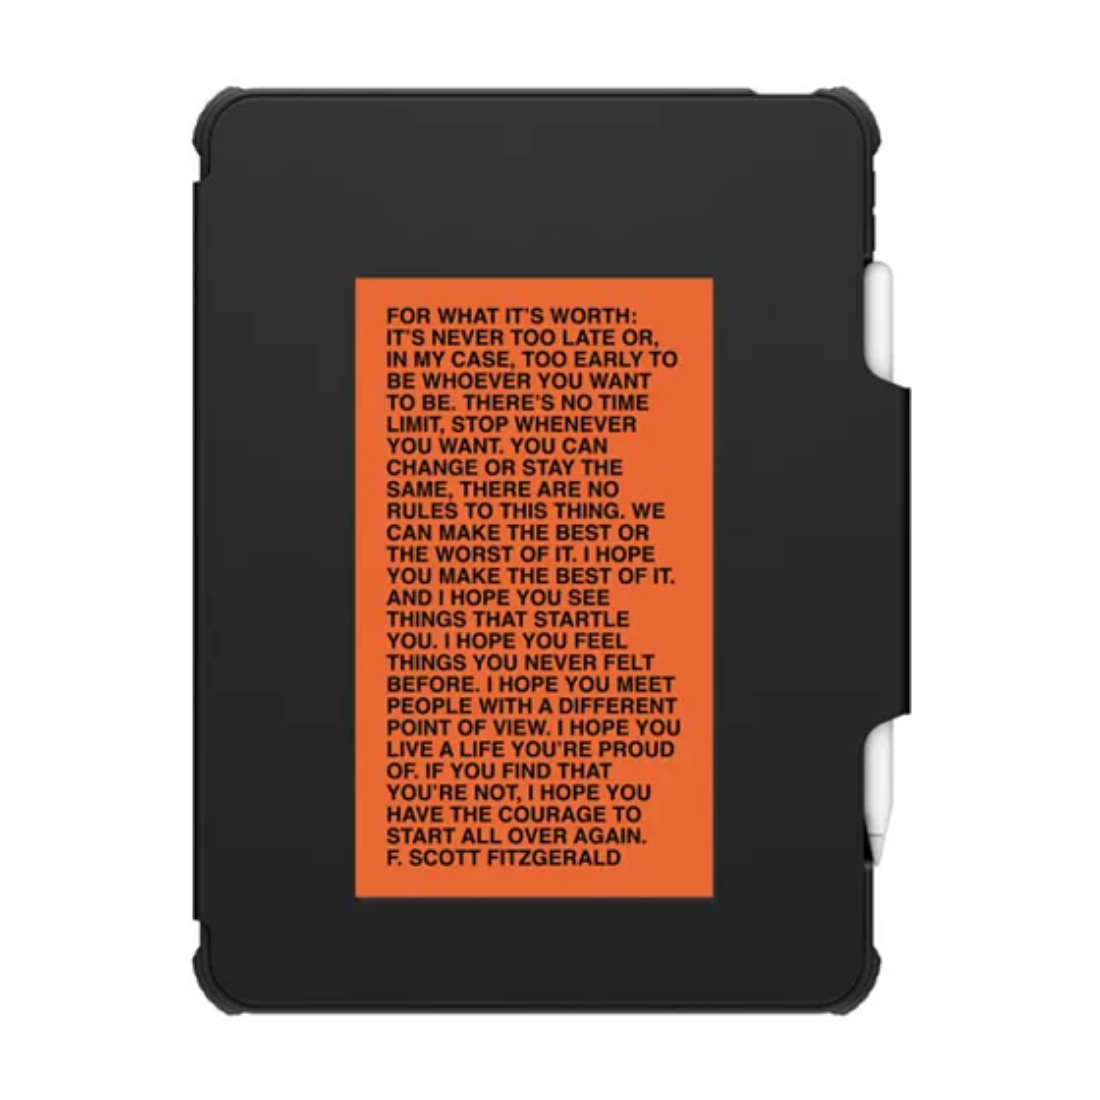 FOR WHAT IT'S WORTH:
IT'S NEVER TOO LATE OR,
IN MY CASE, TOO EARLY TO
BE WHOEVER YOU WANT
TO BE. THERE'S NO TIME
LIMIT, STOP WHENEVER
YOU WANT. YOU CAN
CHANGE OR STAY THE
SAME, THERE ARE NO
RULES TO THIS THING. WE
CAN MAKE THE BEST OR
THE WORST OF IT. I HOPE
YOU MAKE THE BEST OF IT.
AND I HOPE YOU SEE
THINGS THAT STARTLE
YOU. I HOPE YOU FEEL
THINGS YOU NEVER FELT
BEFORE. I HOPE YOU MEET
PEOPLE WITH A DIFFERENT
POINT OF VIEW. I HOPE YOU
LIVE A LIFE YOU'RE PROUD
OF. IF YOU FIND THAT
YOU'RE NOT, I HOPE YOU
HAVE THE COURAGE TO
START ALL OVER AGAIN.
F. SCOTT FITZGERALD